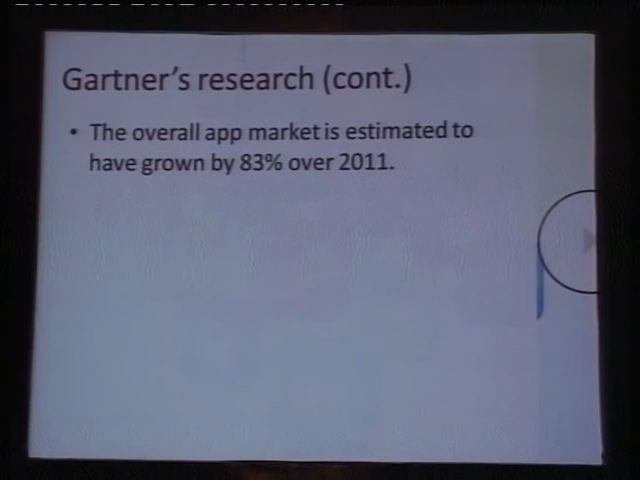 Gartner's research (cont.)
• The overall app market is estimated to
have grown by 83% over 2011.